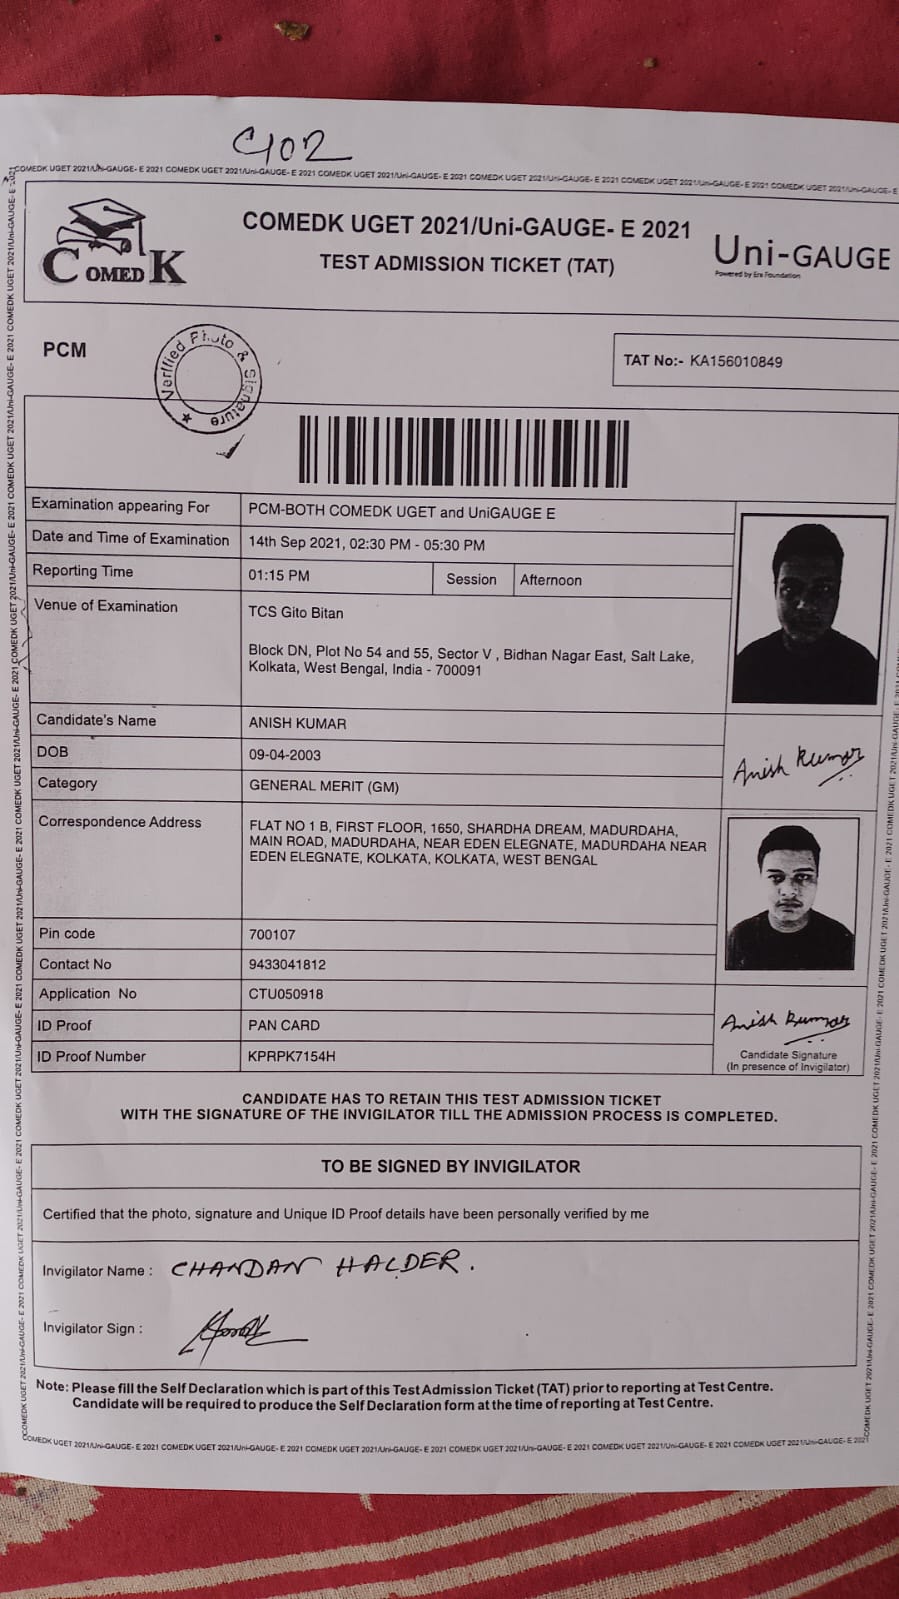 C102
COMEDK UGET 2021/Uni-GAUGE- E 2021 COMEDK UGET 2021/Uni-GAUGE- E 2021 COMEDK UGET 2021/Uni-GAUGE- E 2021 COMEDK UGET 2021/Uni-GAUGE- E 2021 COMEDK UGET 2021/Uni-GAUGE- E 2021 COMEDK UGET 2021/Uni-GAUGE- E
COMEDK
COMEDK UGET 2021/Uni-GAUGE- E 2021
TEST ADMISSION TICKET (TAT)
Uni-GAUGE
Powered by Era Foundation
PCM
Verified Photo & Signature
TAT No:- KA156010849
Examination appearing For PCM-BOTH COMEDK UGET and UniGAUGE E
Date and Time of Examination 14th Sep 2021, 02:30 PM - 05:30 PM
Reporting Time 01:15 PM Session Afternoon
Venue of Examination TCS Gito Bitan
Block DN, Plot No 54 and 55, Sector V , Bidhan Nagar East, Salt Lake,
Kolkata, West Bengal, India - 700091
Candidate's Name ANISH KUMAR
DOB 09-04-2003
Category GENERAL MERIT (GM)
Anish Kumar
Correspondence Address FLAT NO 1 B, FIRST FLOOR, 1650, SHARDHA DREAM, MADURDAHA,
MAIN ROAD, MADURDAHA, NEAR EDEN ELEGNATE, MADURDAHA NEAR
EDEN ELEGNATE, KOLKATA, KOLKATA, WEST BENGAL
Pin code 700107
Contact No 9433041812
Application No CTU050918
ID Proof PAN CARD
ID Proof Number KPRPK7154H
Anish Kumar
Candidate Signature
(In presence of Invigilator)
CANDIDATE HAS TO RETAIN THIS TEST ADMISSION TICKET
WITH THE SIGNATURE OF THE INVIGILATOR TILL THE ADMISSION PROCESS IS COMPLETED.
TO BE SIGNED BY INVIGILATOR
Certified that the photo, signature and Unique ID Proof details have been personally verified by me
Invigilator Name : CHANDAN HALDER.
Invigilator Sign :
Note: Please fill the Self Declaration which is part of this Test Admission Ticket (TAT) prior to reporting at Test Centre.
Candidate will be required to produce the Self Declaration form at the time of reporting at Test Centre.
COMEDK UGET 2021/Uni-GAUGE- E 2021 COMEDK UGET 2021/Uni-GAUGE- E 2021 COMEDK UGET 2021/Uni-GAUGE- E 2021 COMEDK UGET 2021/Uni-GAUGE- E 2021 COMEDK UGET 2021/Uni-GAUGE- E 2021 COMEDK UGET 2021/Uni-GAUGE- E 2021